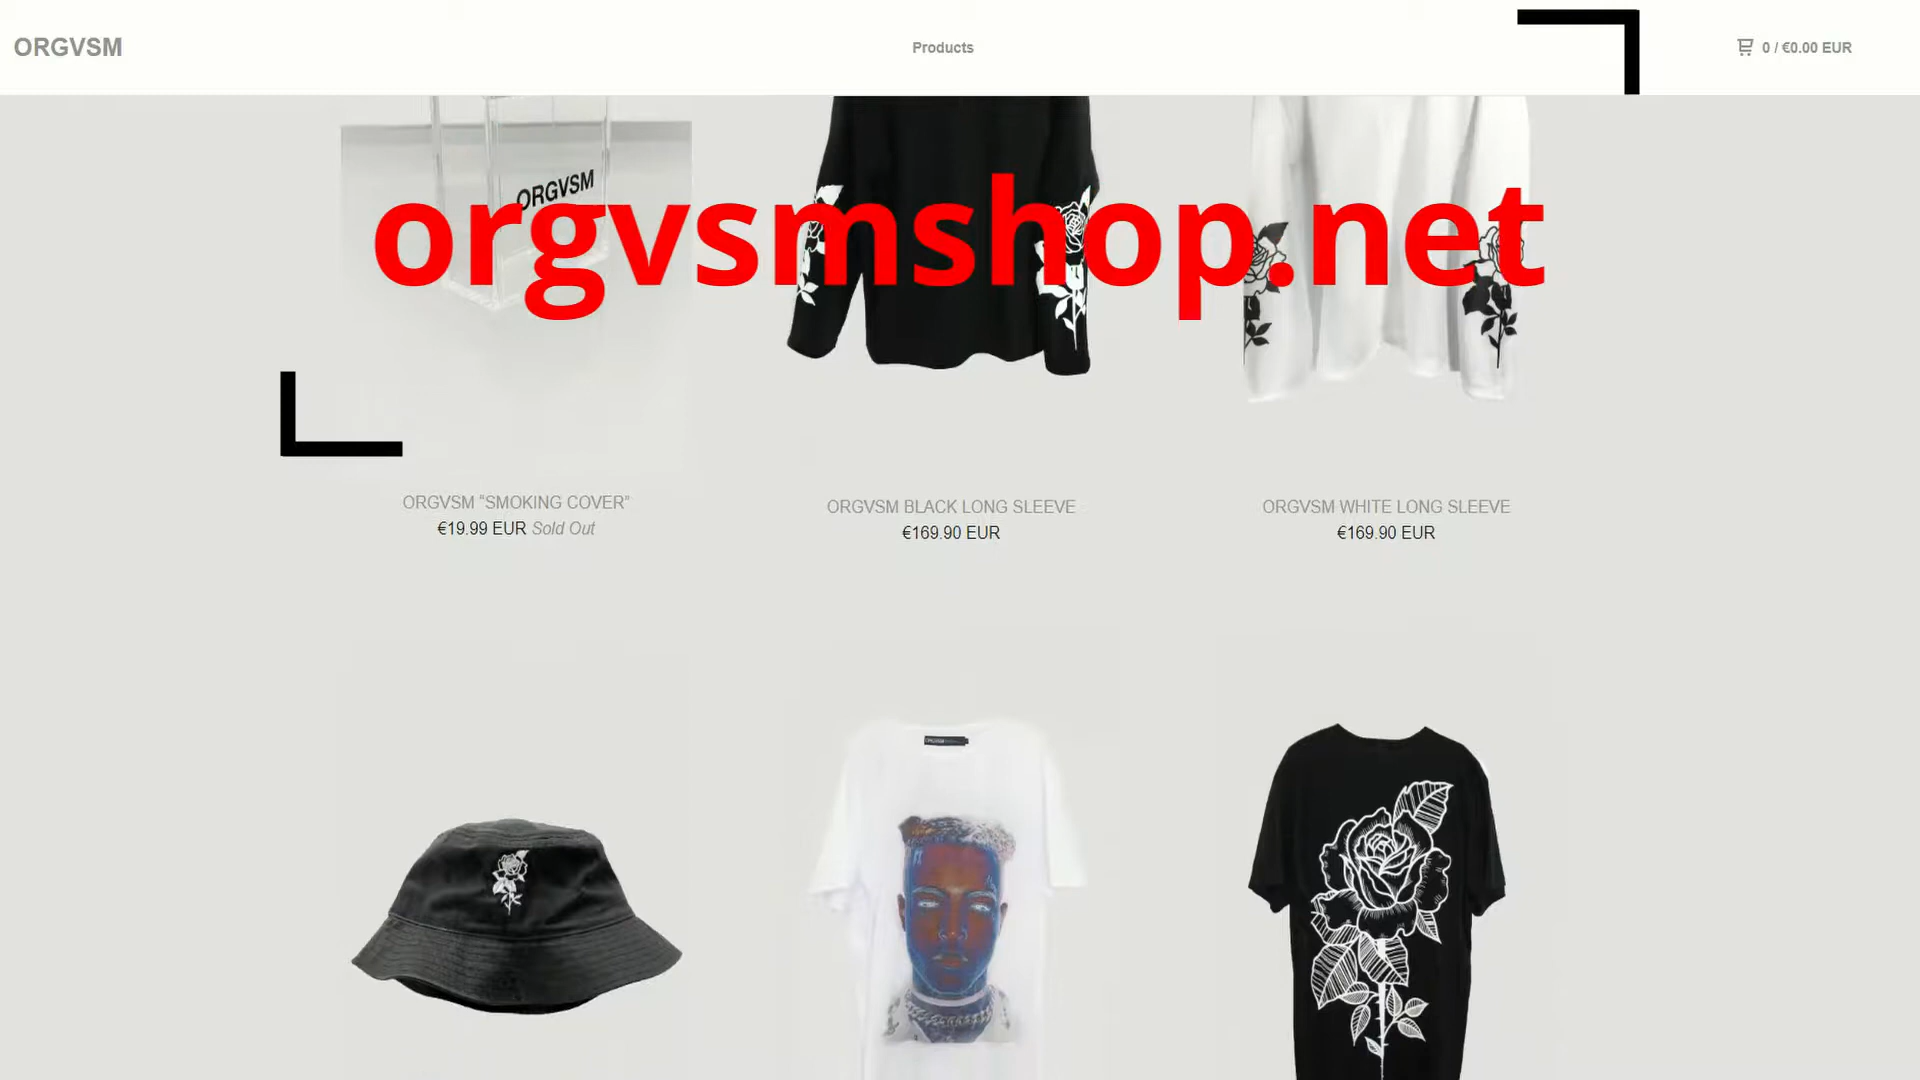 ORGVSM
Products
0 / €0.00 EUR
ORGVSM
orgvsmshop.net
ORGVSM “SMOKING COVER“
€19.99 EUR Sold Out
ORGVSM BLACK LONG SLEEVE
€169.90 EUR
ORGVSM WHITE LONG SLEEVE
€169.90 EUR